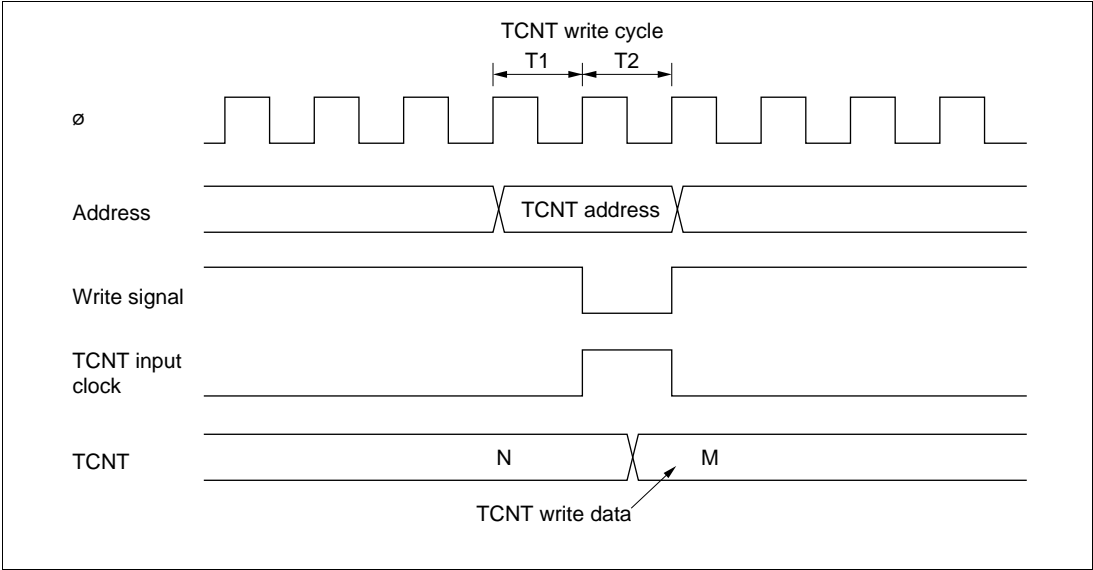 TCNT write cycle
T1 T2
ø
Address
TCNT address
Write signal
TCNT input
clock
TCNT
N
M
TCNT write data